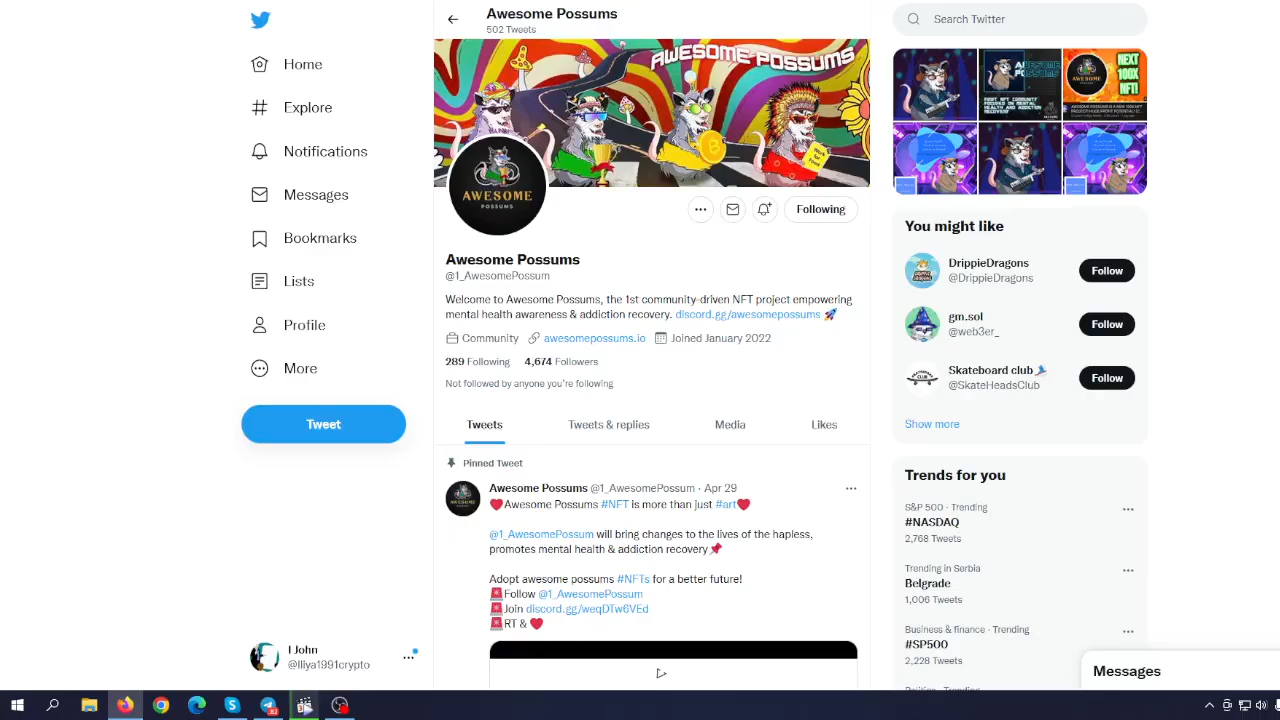 Home
Explore
Notifications
Messages
Bookmarks
Lists
Profile
More
Tweet
I John
@Iliya1991crypto
Awesome Possums
502 Tweets
AWESOME POSSUMS
Work for Food
AWESOME
POSSUMS
Following
Awesome Possums
@1_AwesomePossum
Welcome to Awesome Possums, the 1st community-driven NFT project empowering
mental health awareness & addiction recovery. discord.gg/awesomepossums 🚀
Community awesomepossums.io Joined January 2022
289 Following 4,674 Followers
Not followed by anyone you're following
Tweets Tweets & replies Media Likes
Pinned Tweet
Awesome Possums @1_AwesomePossum · Apr 29
❤️Awesome Possums #NFT is more than just #art❤️
@1_AwesomePossum will bring changes to the lives of the hapless,
promotes mental health & addiction recovery📌
Adopt awesome possums #NFTs for a better future!
🚨Follow @1_AwesomePossum
🚨Join discord.gg/weqDTw6VEd
🚨RT & ❤️
Search Twitter
NEXT
100X
NFT!
AWESOME
You might like
DrippieDragons
@DrippieDragons
Follow
gm.sol
@web3er_
Follow
Skateboard club
@SkateHeadsClub
Follow
Show more
Trends for you
S&P 500 · Trending
#NASDAQ
2,768 Tweets
Trending in Serbia
Belgrade
1,006 Tweets
Business & finance · Trending
#SP500
2,228 Tweets
Messages